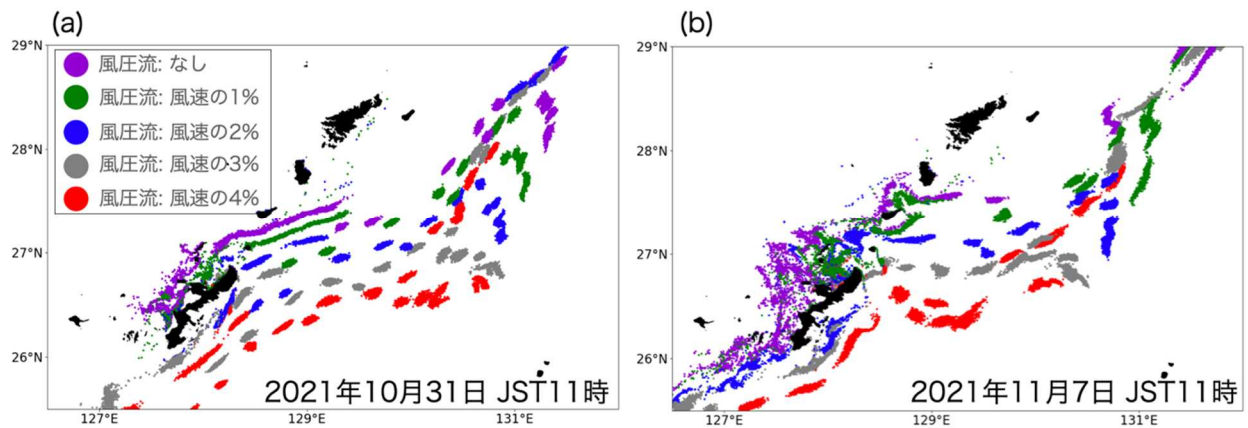 (a)
29°N
28°N
27°N
26°N
127°E
129°E
131°E
風圧流: なし
風圧流: 風速の1%
風圧流: 風速の2%
風圧流: 風速の3%
風圧流: 風速の4%
2021年10月31日 JST11時
(b)
29°N
28°N
27°N
26°N
127°E
129°E
131°E
2021年11月7日 JST11時